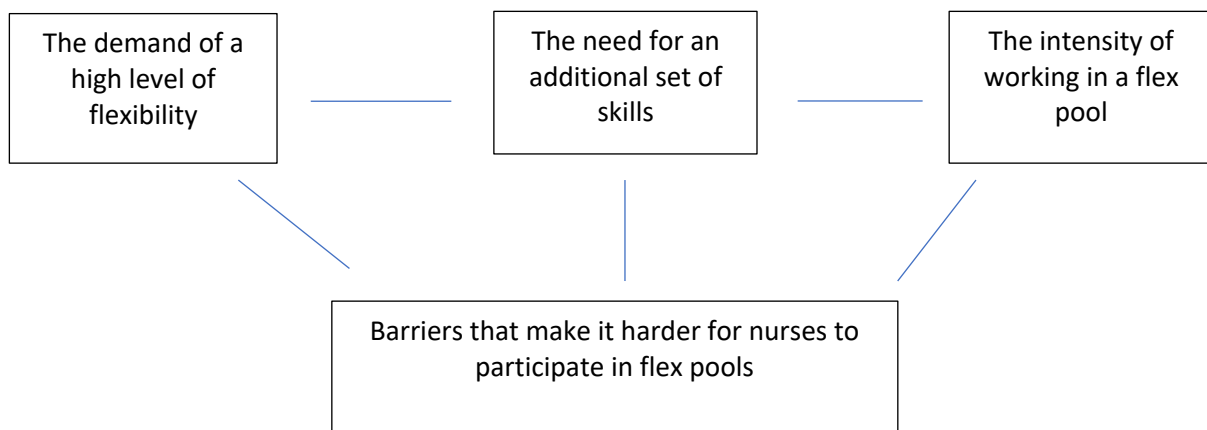 The demand of a
high level of
flexibility
The need for an
additional set of
skills
The intensity of
working in a flex
pool
Barriers that make it harder for nurses to
participate in flex pools